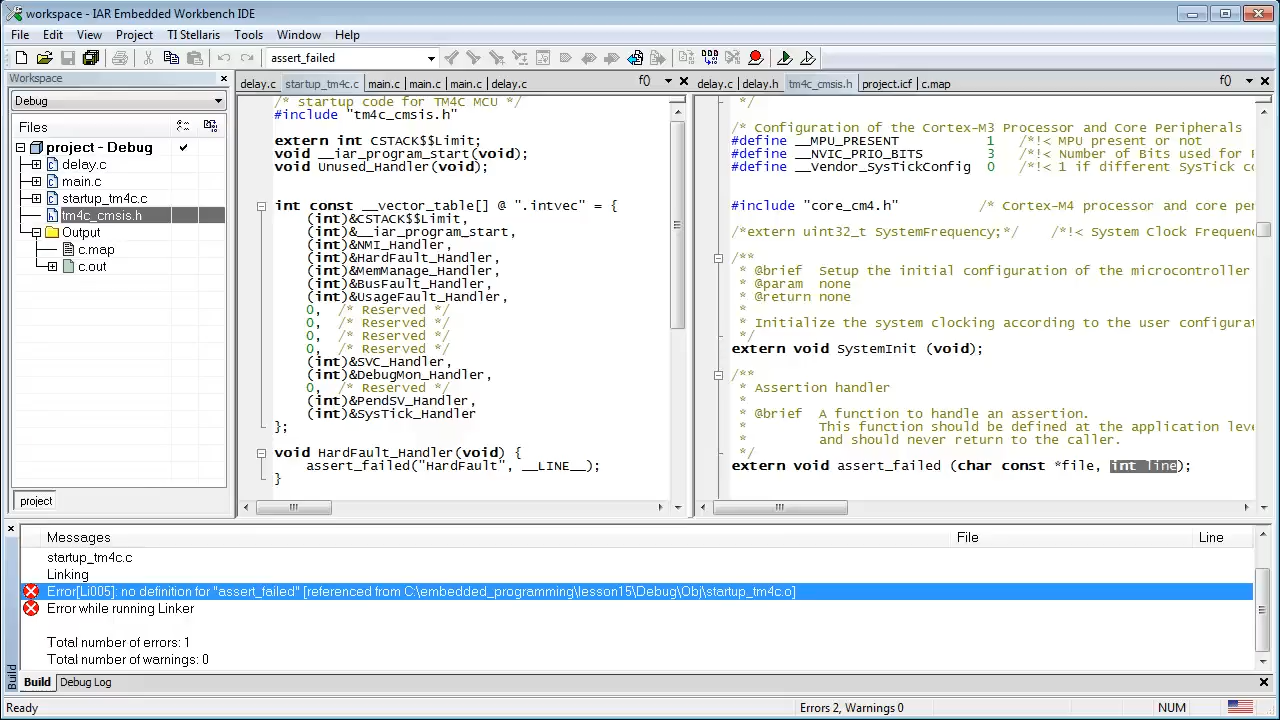 workspace - IAR Embedded Workbench IDE
File Edit View Project TI Stellaris Tools Window Help
assert_failed
Workspace
Debug
Files
project - Debug
delay.c
main.c
startup_tm4c.c
tm4c_cmsis.h
Output
c.map
c.out
project
delay.c startup_tm4c.c main.c main.c main.c delay.c f()
/* startup code for TM4C MCU */
#include "tm4c_cmsis.h"
extern int CSTACK$$Limit;
void __iar_program_start(void);
void Unused_Handler(void);
int const __vector_table[] @ ".intvec" = {
(int)&CSTACK$$Limit,
(int)&__iar_program_start,
(int)&NMI_Handler,
(int)&HardFault_Handler,
(int)&MemManage_Handler,
(int)&BusFault_Handler,
(int)&UsageFault_Handler,
0, /* Reserved */
0, /* Reserved */
0, /* Reserved */
0, /* Reserved */
(int)&SVC_Handler,
(int)&DebugMon_Handler,
0, /* Reserved */
(int)&PendSV_Handler,
(int)&SysTick_Handler
};
void HardFault_Handler(void) {
assert_failed("HardFault", __LINE__);
}
delay.c delay.h tm4c_cmsis.h project.icf c.map f()
*/
/* Configuration of the Cortex-M3 Processor and Core Peripherals
#define __MPU_PRESENT 1 /*!< MPU present or not
#define __NVIC_PRIO_BITS 3 /*!< Number of Bits used for
#define __Vendor_SysTickConfig 0 /*!< 1 if different SysTick
#include "core_cm4.h" /* Cortex-M4 processor and core
/*extern uint32_t SystemFrequency;*/ /*!< System Clock
/**
* @brief Setup the initial configuration of the microcontroller
* @param none
* @return none
*
* Initialize the system clocking according to the user
*/
extern void SystemInit (void);
/**
* Assertion handler
*
* @brief A function to handle an assertion.
This function should be defined at the application
and should never return to the caller.
*/
extern void assert_failed (char const *file, int line);
Messages File Line
startup_tm4c.c
Linking
Error[Li005]: no definition for "assert_failed" [referenced from C:\embedded_programming\lesson15\Debug\Obj\startup_tm4c.o]
Error while running Linker
Total number of errors: 1
Total number of warnings: 0
Build
Build Debug Log
Ready Errors 2, Warnings 0 NUM